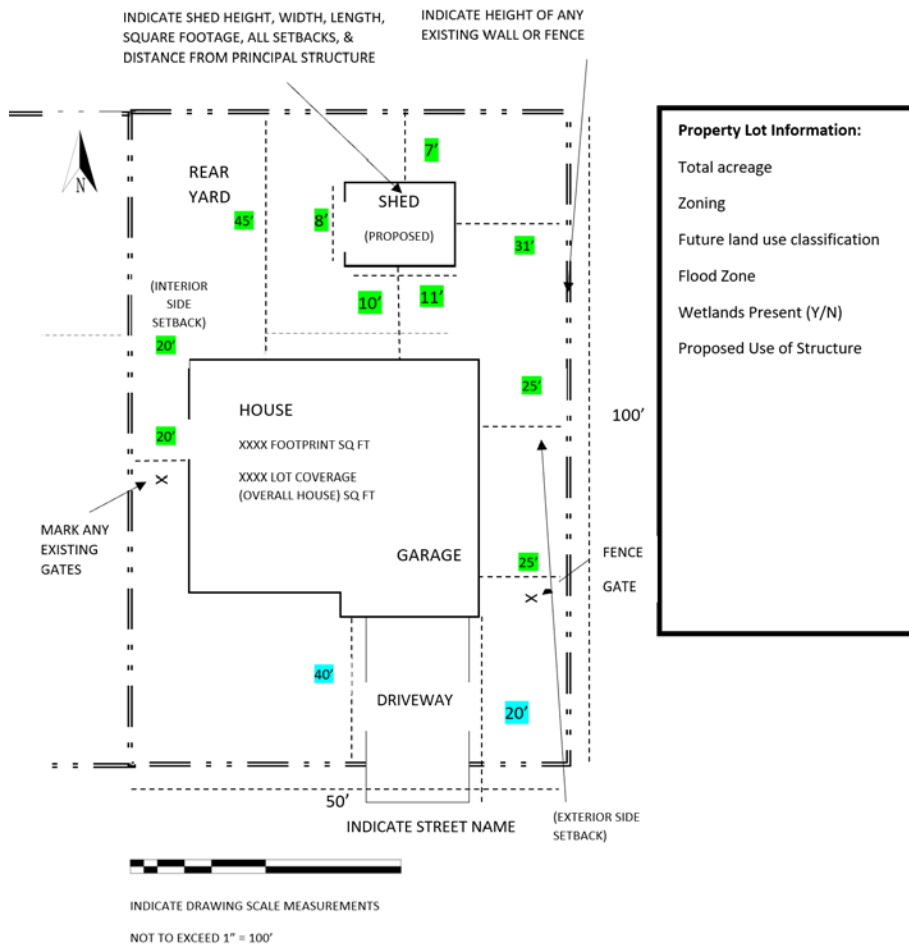 INDICATE SHED HEIGHT, WIDTH, LENGTH,
SQUARE FOOTAGE, ALL SETBACKS, &
DISTANCE FROM PRINCIPAL STRUCTURE
INDICATE HEIGHT OF ANY
EXISTING WALL OR FENCE
N
REAR
YARD
45'
7'
8'
SHED
(PROPOSED)
31'
10'
11'
(INTERIOR
SIDE
SETBACK)
20'
25'
100'
HOUSE
XXXX FOOTPRINT SQ FT
XXXX LOT COVERAGE
(OVERALL HOUSE) SQ FT
20'
X
MARK ANY
EXISTING
GATES
GARAGE
25'
X
FENCE
GATE
40'
DRIVEWAY
20'
50'
INDICATE STREET NAME
(EXTERIOR SIDE
SETBACK)
INDICATE DRAWING SCALE MEASUREMENTS
NOT TO EXCEED 1" = 100'
Property Lot Information:
Total acreage
Zoning
Future land use classification
Flood Zone
Wetlands Present (Y/N)
Proposed Use of Structure